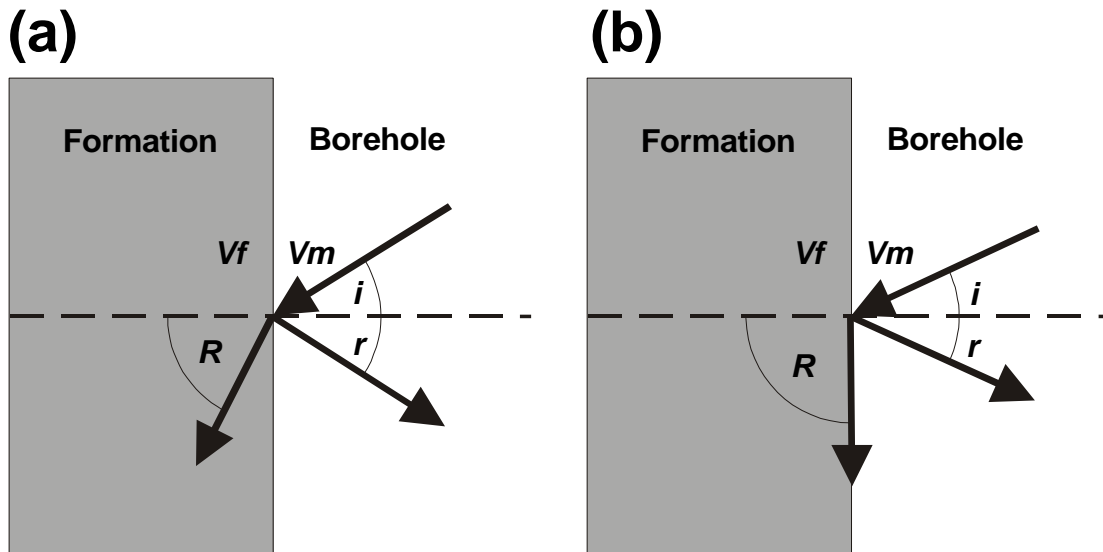 (a)
Formation
Borehole
Vf
Vm
i
r
R
(b)
Formation
Borehole
Vf
Vm
i
r
R